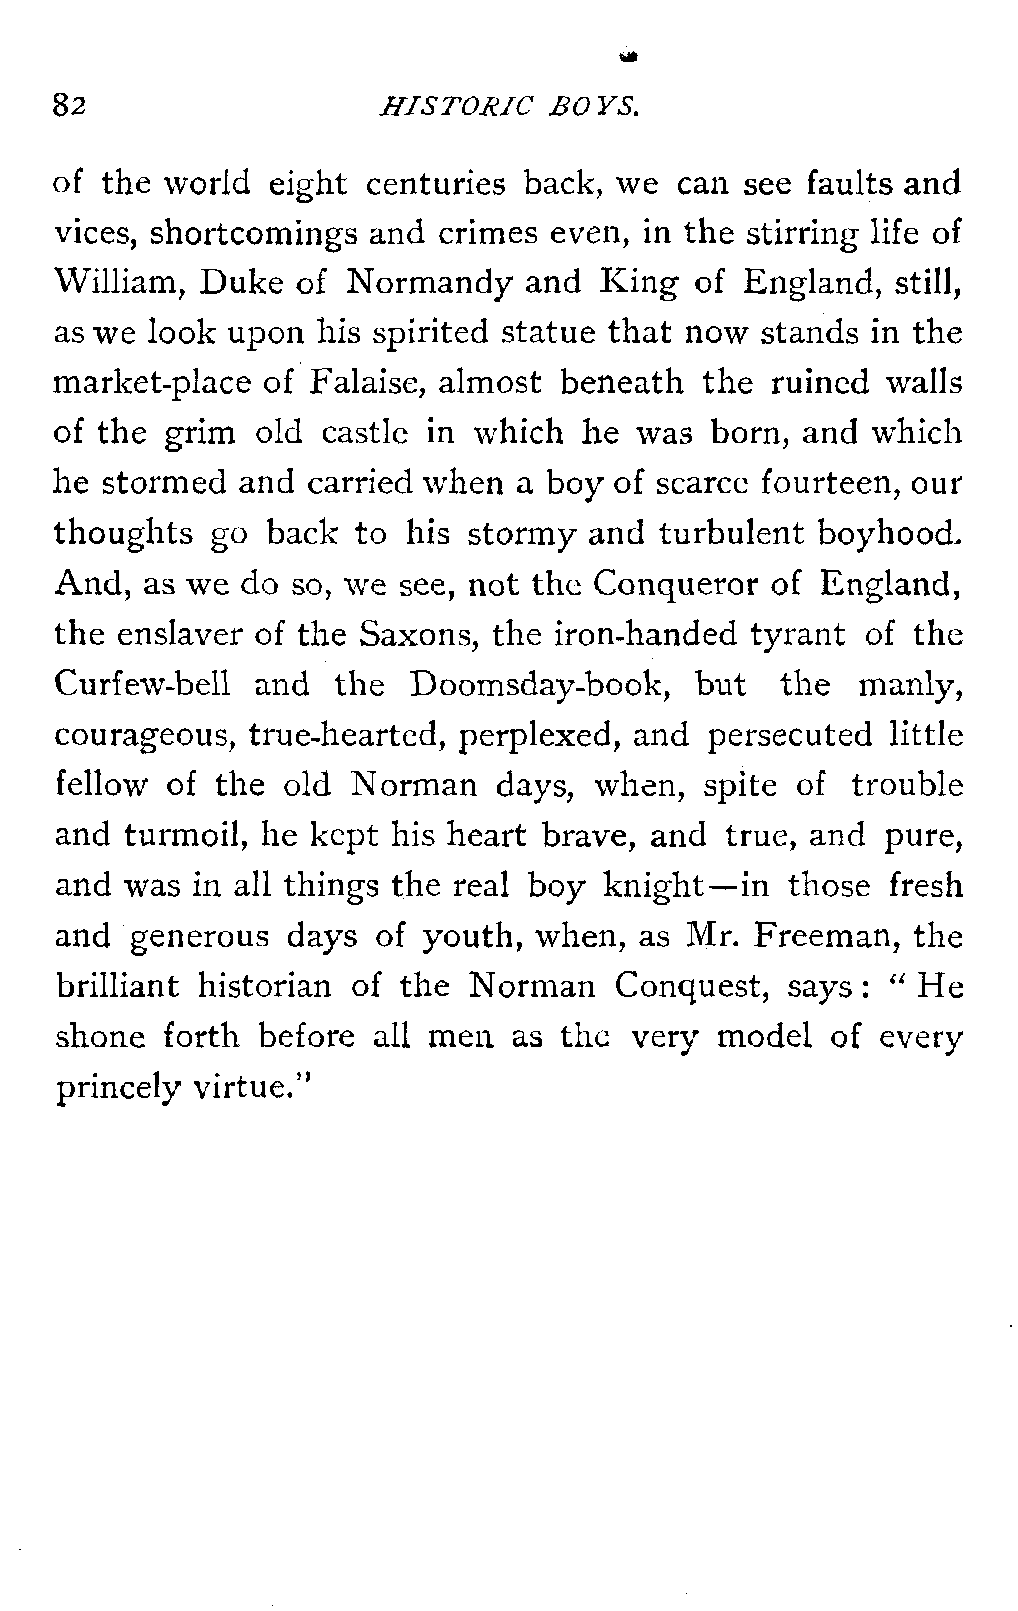 82 HISTORIC BOYS.
of the world eight centuries back, we can see faults and
vices, shortcomings and crimes even, in the stirring life of
William, Duke of Normandy and King of England, still,
as we look upon his spirited statue that now stands in the
market-place of Falaise, almost beneath the ruined walls
of the grim old castle in which he was born, and which
he stormed and carried when a boy of scarce fourteen, our
thoughts go back to his stormy and turbulent boyhood.
And, as we do so, we see, not the Conqueror of England,
the enslaver of the Saxons, the iron-handed tyrant of the
Curfew-bell and the Doomsday-book, but the manly,
courageous, true-hearted, perplexed, and persecuted little
fellow of the old Norman days, when, spite of trouble
and turmoil, he kept his heart brave, and true, and pure,
and was in all things the real boy knight—in those fresh
and generous days of youth, when, as Mr. Freeman, the
brilliant historian of the Norman Conquest, says: “He
shone forth before all men as the very model of every
princely virtue.”